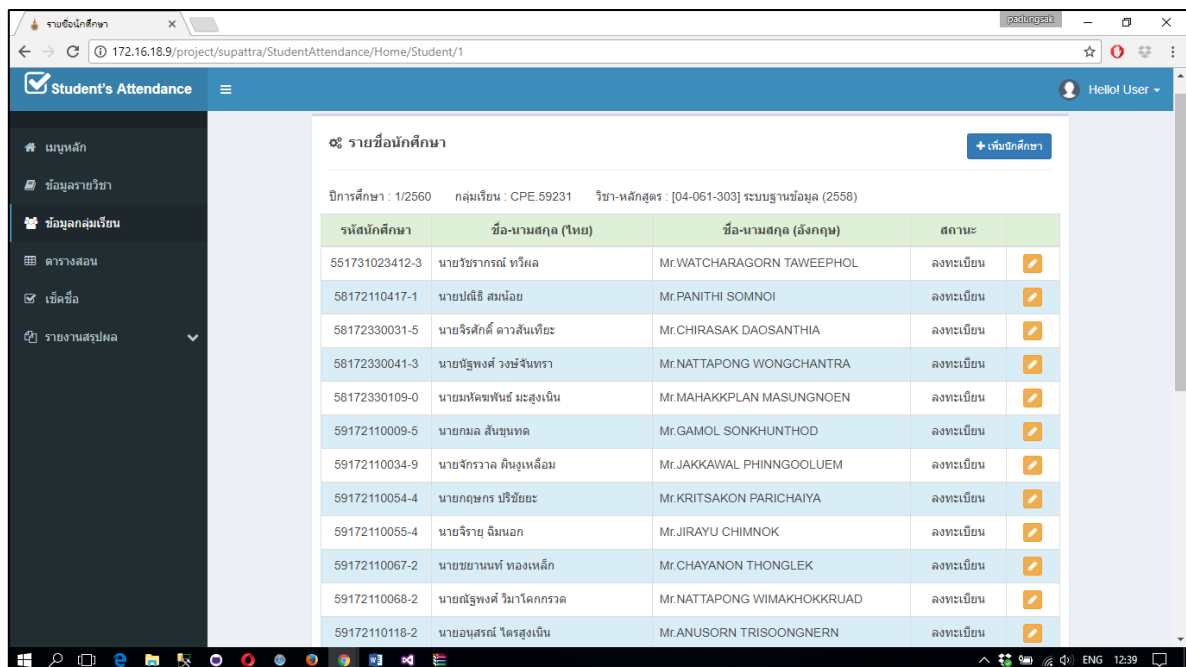 รายชื่อนักศึกษา
padungsak
172.16.18.9/project/supattra/StudentAttendance/Home/Student/1
Student's Attendance
Hello! User
เมนูหลัก
ข้อมูลรายวิชา
ข้อมูลกลุ่มเรียน
ตารางสอน
เช็คชื่อ
รายงานสรุปผล
รายชื่อนักศึกษา
เพิ่มนักศึกษา
ปีการศึกษา : 1/2560 กลุ่มเรียน : CPE.59231 วิชา-หลักสูตร : [04-061-303] ระบบฐานข้อมูล (2558)
รหัสนักศึกษา ชื่อ-นามสกุล (ไทย) ชื่อ-นามสกุล (อังกฤษ) สถานะ
551731023412-3 นายวัชรากรณ์ ทวีผล Mr.WATCHARAGORN TAWEEPHOL ลงทะเบียน
58172110417-1 นายปณิธิ สมน้อย Mr.PANITHI SOMNOI ลงทะเบียน
58172330031-5 นายจิรศักดิ์ ดาวสันเทียะ Mr.CHIRASAK DAOSANTHIA ลงทะเบียน
58172330041-3 นายนัฐพงศ์ วงษ์จันทรา Mr.NATTAPONG WONGCHANTRA ลงทะเบียน
58172330109-0 นายมหัคฆพันธ์ มะสูงเนิน Mr.MAHAKKPLAN MASUNGNOEN ลงทะเบียน
59172110009-5 นายกมล สันขุนทด Mr.GAMOL SONKHUNTHOD ลงทะเบียน
59172110034-9 นายจักรวาล ผินงูเหลือม Mr.JAKKAWAL PHINNGOOLUEM ลงทะเบียน
59172110054-4 นายกฤษกร ปริชัยยะ Mr.KRITSAKON PARICHAIYA ลงทะเบียน
59172110055-4 นายจิรายุ ฉิมนอก Mr.JIRAYU CHIMNOK ลงทะเบียน
59172110067-2 นายชยานนท์ ทองเหล็ก Mr.CHAYANON THONGLEK ลงทะเบียน
59172110068-2 นายณัฐพงศ์ วิมาโคกกรวด Mr.NATTAPONG WIMAKHOKKRUAD ลงทะเบียน
59172110118-2 นายอนุสรณ์ ไตรสูงเนิน Mr.ANUSORN TRISOONGNERN ลงทะเบียน
ENG 12:39